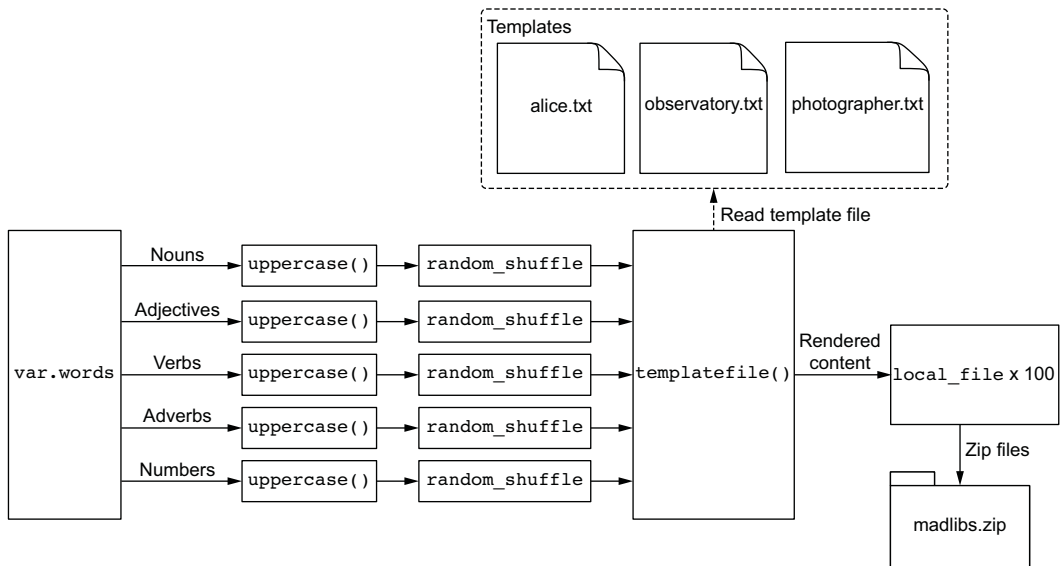 Templates
alice.txt
observatory.txt
photographer.txt
Read template file
var.words
Nouns
uppercase()
random_shuffle
Adjectives
uppercase()
random_shuffle
Verbs
uppercase()
random_shuffle
Adverbs
uppercase()
random_shuffle
Numbers
uppercase()
random_shuffle
templatefile()
Rendered
content
local_file x 100
Zip files
madlibs.zip